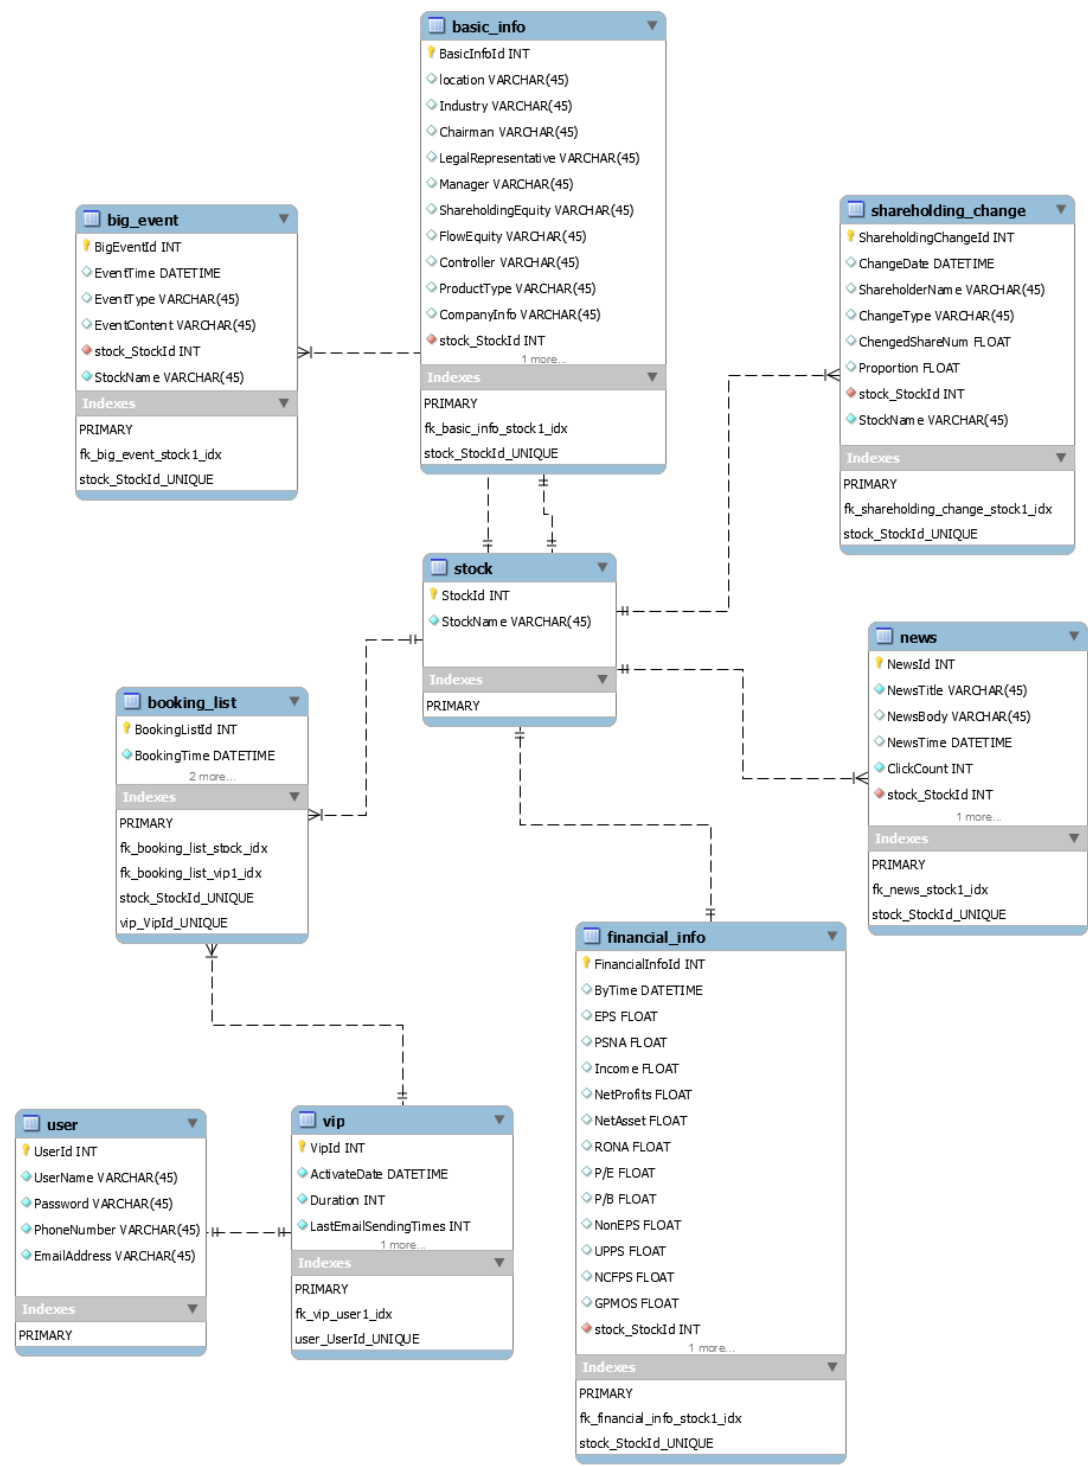 basic_info
BasicInfoId INT
location VARCHAR(45)
Industry VARCHAR(45)
Chairman VARCHAR(45)
LegalRepresentative VARCHAR(45)
Manager VARCHAR(45)
ShareholdingEquity VARCHAR(45)
FlowEquity VARCHAR(45)
Controller VARCHAR(45)
ProductType VARCHAR(45)
CompanyInfo VARCHAR(45)
stock_StockId INT
1 more...
Indexes
PRIMARY
fk_basic_info_stock1_idx
stock_StockId_UNIQUE
big_event
BigEventId INT
EventTime DATETIME
EventType VARCHAR(45)
EventContent VARCHAR(45)
stock_StockId INT
StockName VARCHAR(45)
Indexes
PRIMARY
fk_big_event_stock1_idx
stock_StockId_UNIQUE
shareholding_change
ShareholdingChangeId INT
ChangeDate DATETIME
ShareholderName VARCHAR(45)
ChangeType VARCHAR(45)
ChengedShareNum FLOAT
Proportion FLOAT
stock_StockId INT
StockName VARCHAR(45)
Indexes
PRIMARY
fk_shareholding_change_stock1_idx
stock_StockId_UNIQUE
stock
StockId INT
StockName VARCHAR(45)
Indexes
PRIMARY
news
NewsId INT
NewsTitle VARCHAR(45)
NewsBody VARCHAR(45)
NewsTime DATETIME
ClickCount INT
stock_StockId INT
1 more...
Indexes
PRIMARY
fk_news_stock1_idx
stock_StockId_UNIQUE
booking_list
BookingListId INT
BookingTime DATETIME
2 more...
Indexes
PRIMARY
fk_booking_list_stock_idx
fk_booking_list_vip1_idx
stock_StockId_UNIQUE
vip_VipId_UNIQUE
financial_info
FinancialInfoId INT
ByTime DATETIME
EPS FLOAT
PSNA FLOAT
Income FLOAT
NetProfits FLOAT
NetAsset FLOAT
RONA FLOAT
P/E FLOAT
P/B FLOAT
NonEPS FLOAT
UPPS FLOAT
NCFPS FLOAT
GPMOS FLOAT
stock_StockId INT
1 more...
Indexes
PRIMARY
fk_financial_info_stock1_idx
stock_StockId_UNIQUE
user
UserId INT
UserName VARCHAR(45)
Password VARCHAR(45)
PhoneNumber VARCHAR(45)
EmailAddress VARCHAR(45)
Indexes
PRIMARY
vip
VipId INT
ActivateDate DATETIME
Duration INT
LastEmailSendingTimes INT
1 more...
Indexes
PRIMARY
fk_vip_user1_idx
user_UserId_UNIQUE